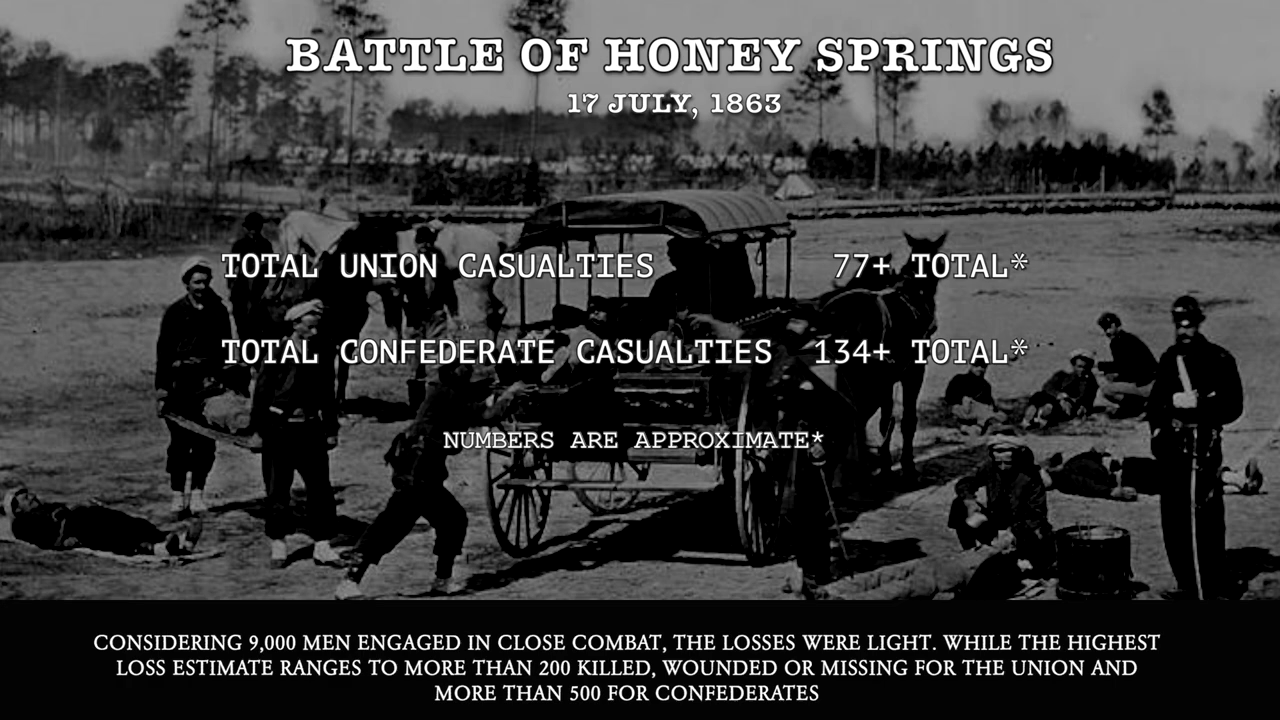 BATTLE OF HONEY SPRINGS
17 JULY, 1863
TOTAL UNION CASUALTIES 77+ TOTAL*
TOTAL CONFEDERATE CASUALTIES 134+ TOTAL*
NUMBERS ARE APPROXIMATE*
CONSIDERING 9,000 MEN ENGAGED IN CLOSE COMBAT, THE LOSSES WERE LIGHT. WHILE THE HIGHEST
LOSS ESTIMATE RANGES TO MORE THAN 200 KILLED, WOUNDED OR MISSING FOR THE UNION AND
MORE THAN 500 FOR CONFEDERATES